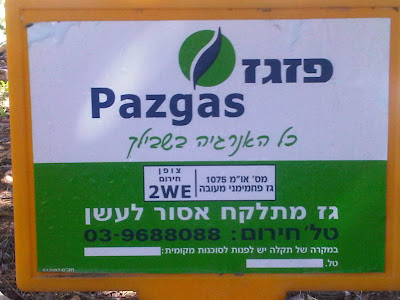 פזגז
Pazgas
כל האנרגיה בשבילך
צופן
חירום
2WE
מס' או"מ 1075
גז פחמימני מעובה
גז מתלקח אסור לעשן
טל' חירום: 03-9688088
במקרה של תקלה יש לפנות לסוכנות מקומית:
טל.